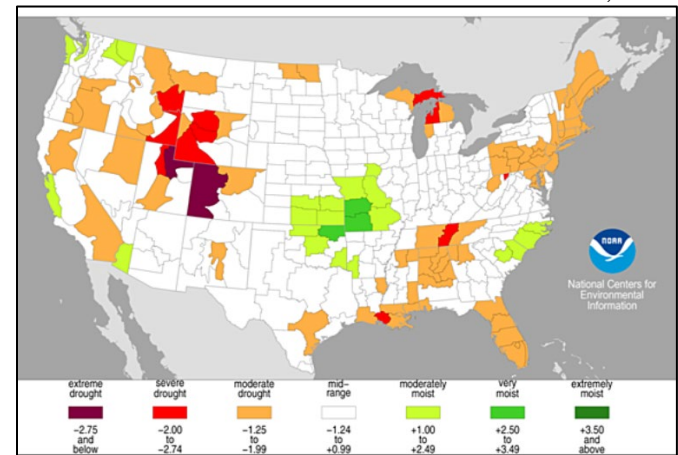 NOAA
National Centers for
Environmental
Information
extreme drought
severe drought
moderate drought
mid-range
moderately moist
very moist
extremely moist
−2.75 and below
−2.00 to −2.74
−1.25 to −1.99
−1.24 to +0.99
+1.00 to +2.49
+2.50 to +3.49
+3.50 and above